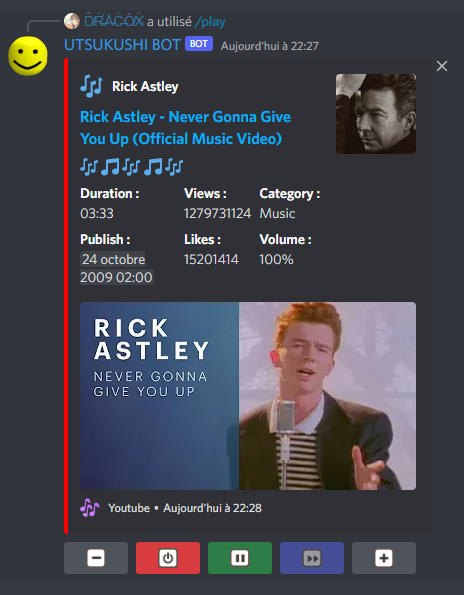 DRACOX a utilisé /play
UTSUKUSHI BOT BOT Aujourd'hui à 22:27
Rick Astley
Rick Astley - Never Gonna Give
You Up (Official Music Video)
Duration : Views : Category :
03:33 1279731124 Music
Publish : Likes : Volume :
24 octobre 15201414 100%
2009 02:00
RICK
ASTLEY
NEVER GONNA
GIVE YOU UP
Youtube • Aujourd'hui à 22:28